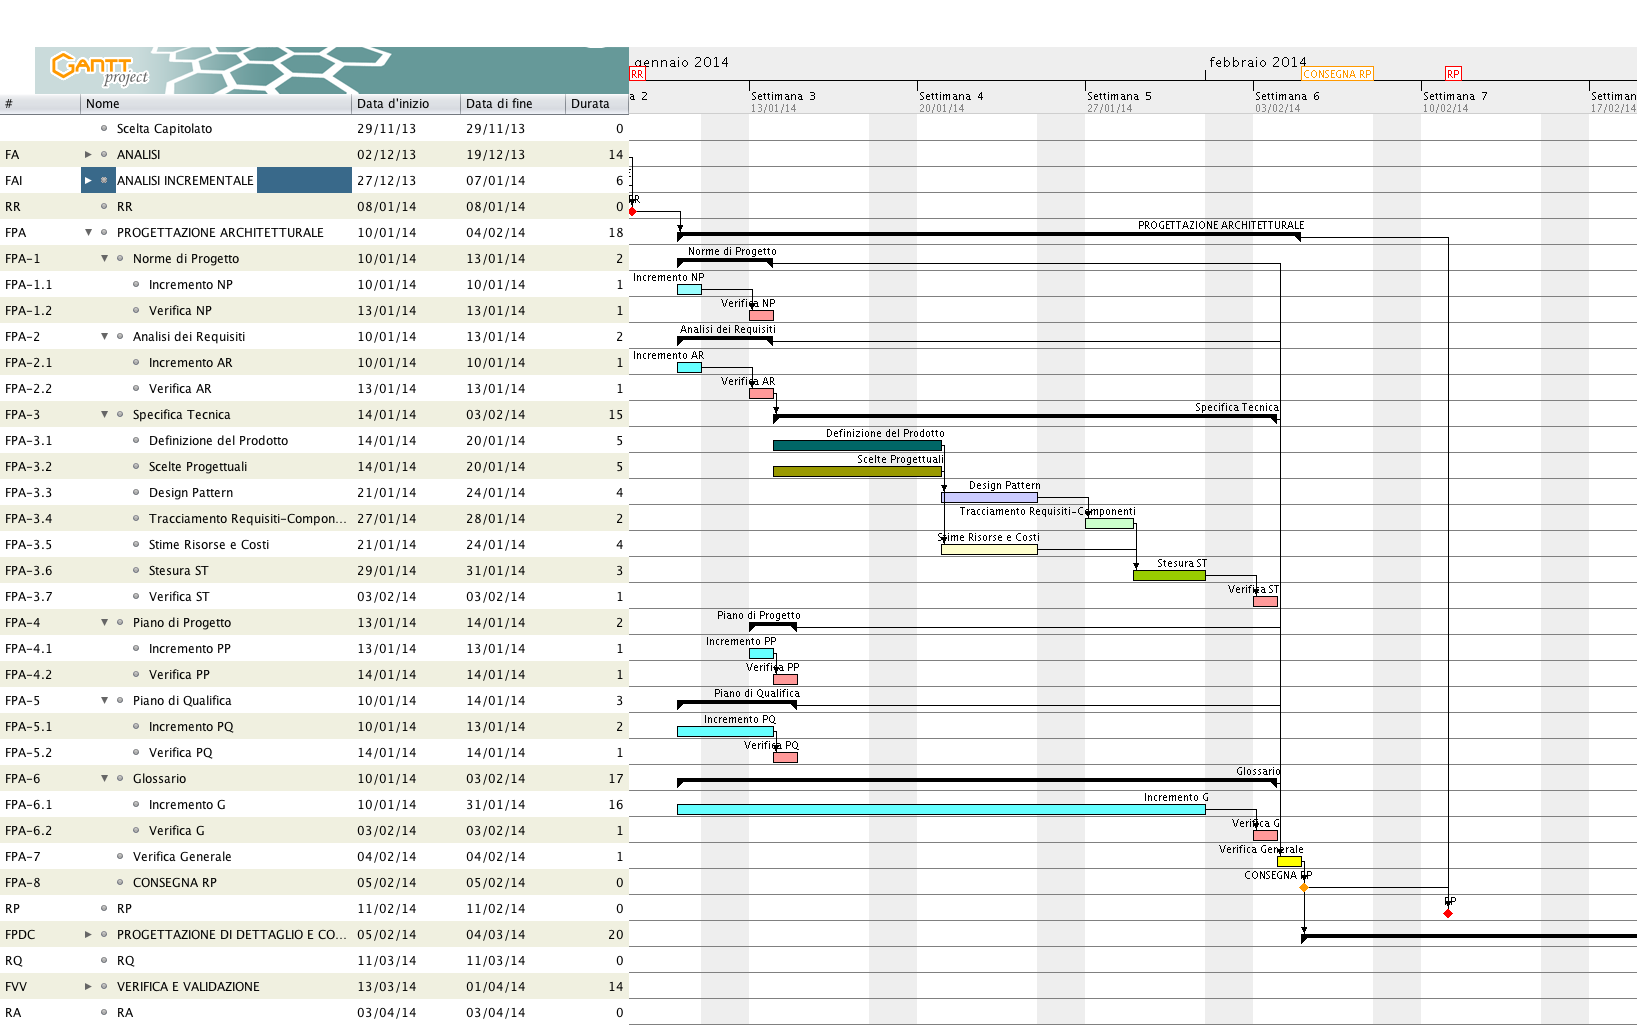 GANTT project
gennaio 2014
febbraio 2014
RR
CONSEGNA RP
RP
# Nome Data d'inizio Data di fine Durata
a 2
Settimana 3
Settimana 4
Settimana 5
Settimana 6
Settimana 7
Settiman
13/01/14
20/01/14
27/01/14
03/02/14
10/02/14
17/02/14
Scelta Capitolato 29/11/13 29/11/13 0
FA ANALISI 02/12/13 19/12/13 14
FAI ANALISI INCREMENTALE 27/12/13 07/01/14 6
RR RR 08/01/14 08/01/14 0
FPA PROGETTAZIONE ARCHITETTURALE 10/01/14 04/02/14 18
PROGETTAZIONE ARCHITETTURALE
FPA-1 Norme di Progetto 10/01/14 13/01/14 2
Norme di Progetto
FPA-1.1 Incremento NP 10/01/14 10/01/14 1
Incremento NP
FPA-1.2 Verifica NP 13/01/14 13/01/14 1
Verifica NP
FPA-2 Analisi dei Requisiti 10/01/14 13/01/14 2
Analisi dei Requisiti
FPA-2.1 Incremento AR 10/01/14 10/01/14 1
Incremento AR
FPA-2.2 Verifica AR 13/01/14 13/01/14 1
Verifica AR
FPA-3 Specifica Tecnica 14/01/14 03/02/14 15
Specifica Tecnica
FPA-3.1 Definizione del Prodotto 14/01/14 20/01/14 5
Definizione del Prodotto
FPA-3.2 Scelte Progettuali 14/01/14 20/01/14 5
Scelte Progettuali
FPA-3.3 Design Pattern 21/01/14 24/01/14 4
Design Pattern
FPA-3.4 Tracciamento Requisiti-Compon... 27/01/14 28/01/14 2
Tracciamento Requisiti-Componenti
FPA-3.5 Stime Risorse e Costi 21/01/14 24/01/14 4
Stime Risorse e Costi
FPA-3.6 Stesura ST 29/01/14 31/01/14 3
Stesura ST
FPA-3.7 Verifica ST 03/02/14 03/02/14 1
Verifica ST
FPA-4 Piano di Progetto 13/01/14 14/01/14 2
Piano di Progetto
FPA-4.1 Incremento PP 13/01/14 13/01/14 1
Incremento PP
FPA-4.2 Verifica PP 14/01/14 14/01/14 1
Verifica PP
FPA-5 Piano di Qualifica 10/01/14 14/01/14 3
Piano di Qualifica
FPA-5.1 Incremento PQ 10/01/14 13/01/14 2
Incremento PQ
FPA-5.2 Verifica PQ 14/01/14 14/01/14 1
Verifica PQ
FPA-6 Glossario 10/01/14 03/02/14 17
Glossario
FPA-6.1 Incremento G 10/01/14 31/01/14 16
Incremento G
FPA-6.2 Verifica G 03/02/14 03/02/14 1
Verifica G
FPA-7 Verifica Generale 04/02/14 04/02/14 1
Verifica Generale
FPA-8 CONSEGNA RP 05/02/14 05/02/14 0
CONSEGNA RP
RP RP 11/02/14 11/02/14 0
RP
FPDC PROGETTAZIONE DI DETTAGLIO E CO... 05/02/14 04/03/14 20
RQ RQ 11/03/14 11/03/14 0
FVV VERIFICA E VALIDAZIONE 13/03/14 01/04/14 14
RA RA 03/04/14 03/04/14 0